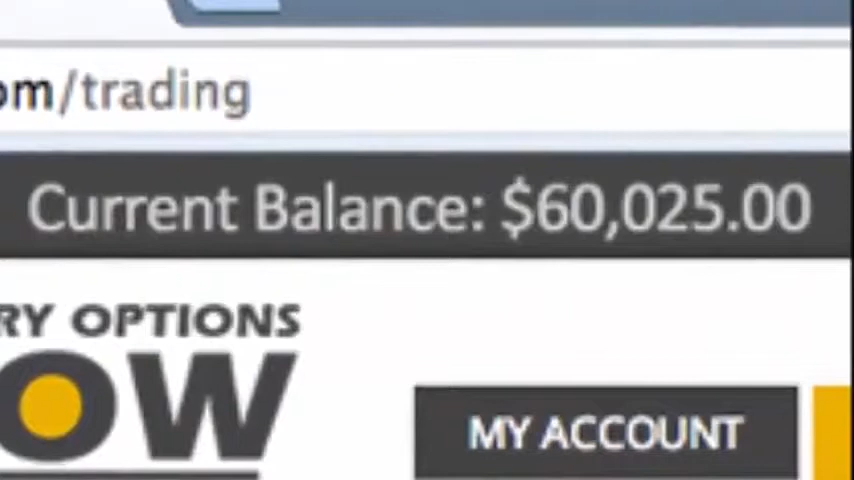 om/trading
Current Balance: $60,025.00
RY OPTIONS
OW
MY ACCOUNT